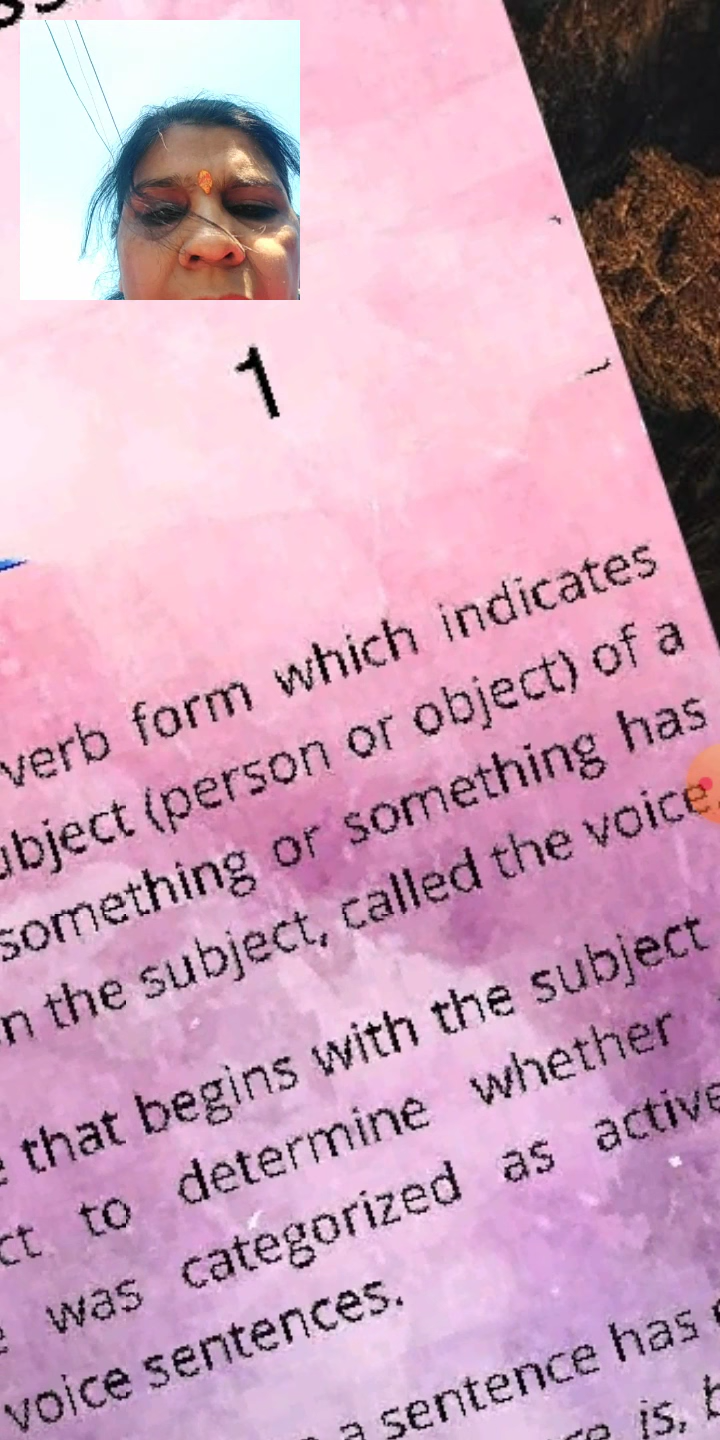 1
verb form which indicates
ubject (person or object) of a
something or something has
n the subject, called the voice.
e that begins with the subject
ct to determine whether
e was categorized as active
voice sentences.
a sentence has
is,